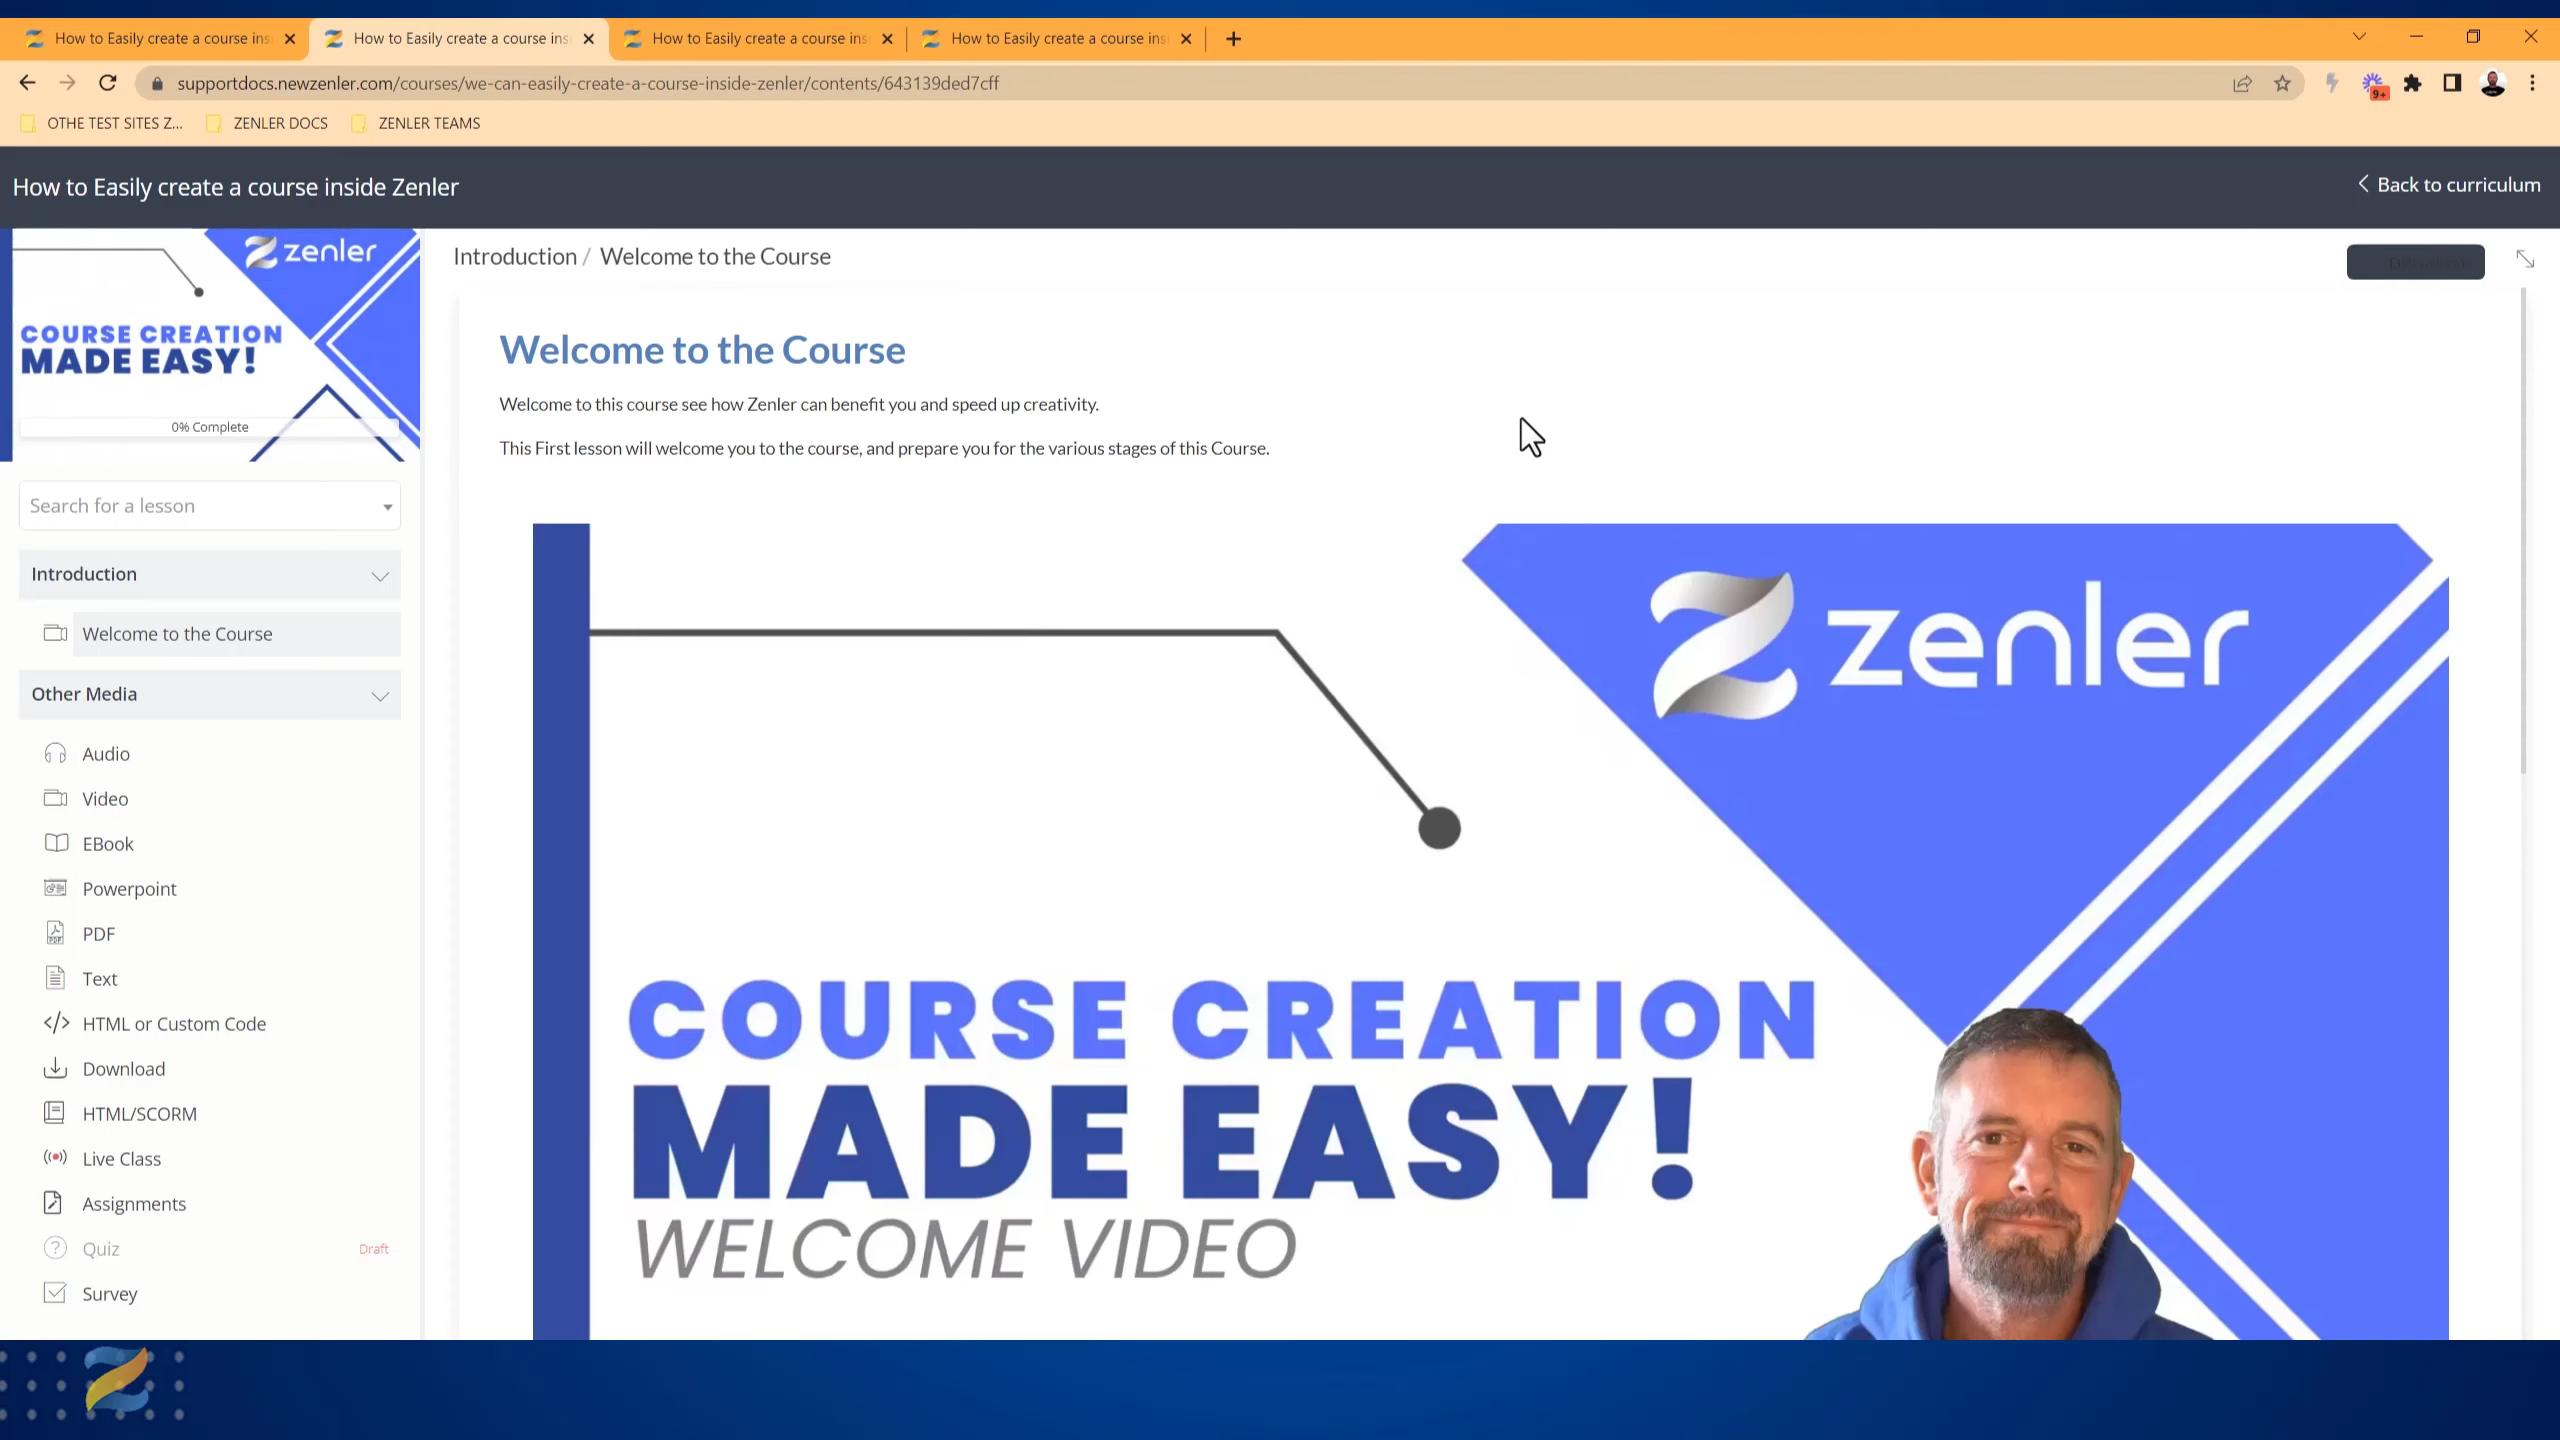 How to Easily create a course ins
How to Easily create a course ins
How to Easily create a course ins
How to Easily create a course ins
supportdocs.newzenler.com/courses/we-can-easily-create-a-course-inside-zenler/contents/643139ded7cff
9+
OTHE TEST SITES Z...
ZENLER DOCS
ZENLER TEAMS
How to Easily create a course inside Zenler
Back to curriculum
zenler
COURSE CREATION
MADE EASY!
0% Complete
Search for a lesson
Introduction
Welcome to the Course
Other Media
Audio
Video
EBook
Powerpoint
PDF
Text
HTML or Custom Code
Download
HTML/SCORM
Live Class
Assignments
Quiz
Draft
Survey
Introduction / Welcome to the Course
Welcome to the Course
Welcome to this course see how Zenler can benefit you and speed up creativity.
This First lesson will welcome you to the course, and prepare you for the various stages of this Course.
zenler
COURSE CREATION
MADE EASY!
WELCOME VIDEO